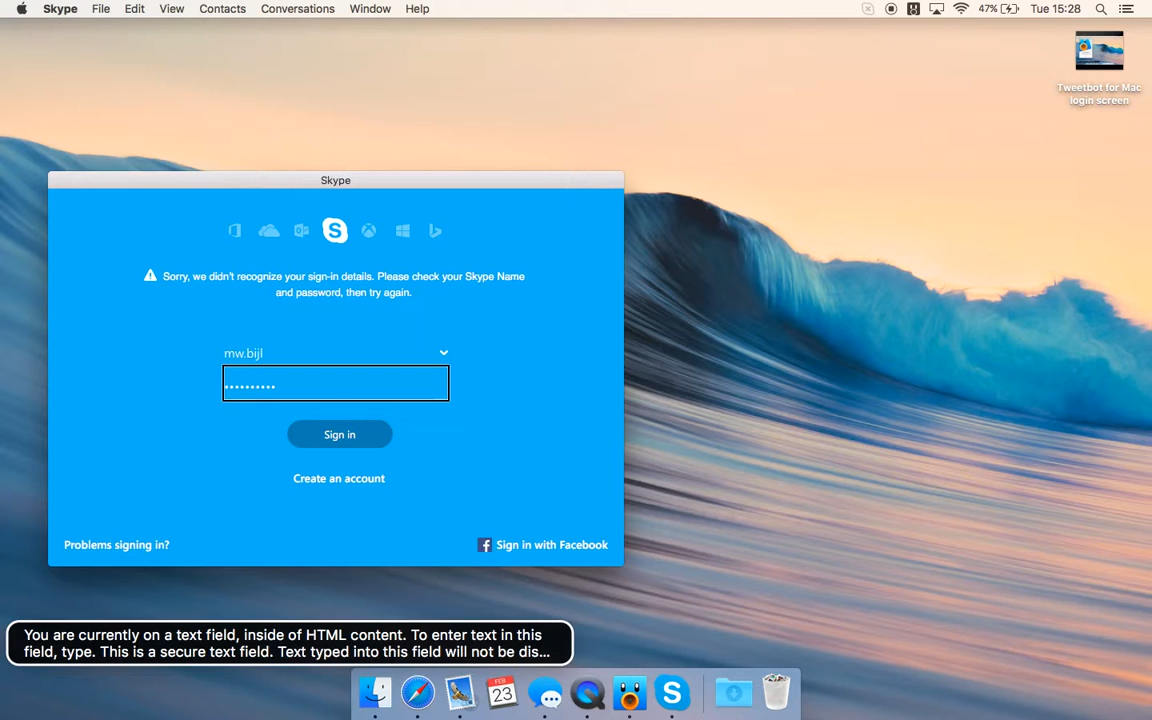 Skype File Edit View Contacts Conversations Window Help 47% Tue 15:28
Tweetbot for Mac
login screen
Skype
Sorry, we didn't recognize your sign-in details. Please check your Skype Name
and password, then try again.
mw.bijl
••••••••••
Sign in
Create an account
Problems signing in? Sign in with Facebook
You are currently on a text field, inside of HTML content. To enter text in this
field, type. This is a secure text field. Text typed into this field will not be dis...
FEB
23